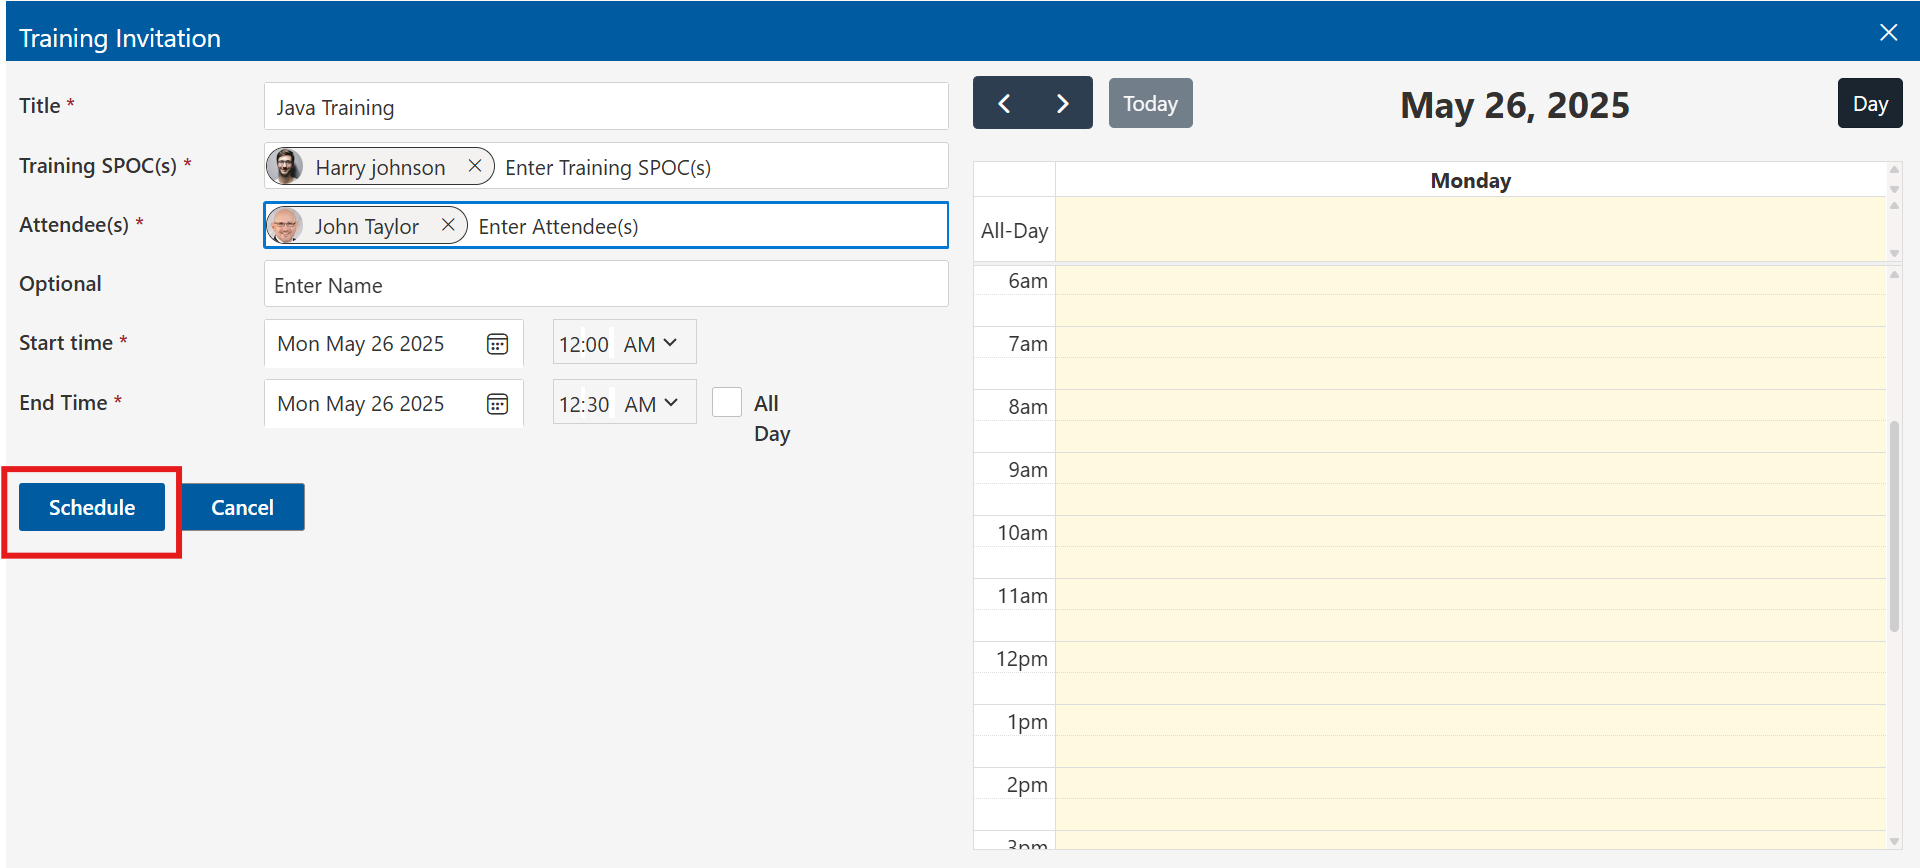 Training Invitation
Title *
Java Training
Training SPOC(s) *
Harry johnson
Enter Training SPOC(s)
Attendee(s) *
John Taylor
Enter Attendee(s)
Optional
Enter Name
Start time *
Mon May 26 2025
12:00 AM
End Time *
Mon May 26 2025
12:30 AM
All
Day
Schedule
Cancel
Today
May 26, 2025
Day
Monday
All-Day
6am
7am
8am
9am
10am
11am
12pm
1pm
2pm
3pm